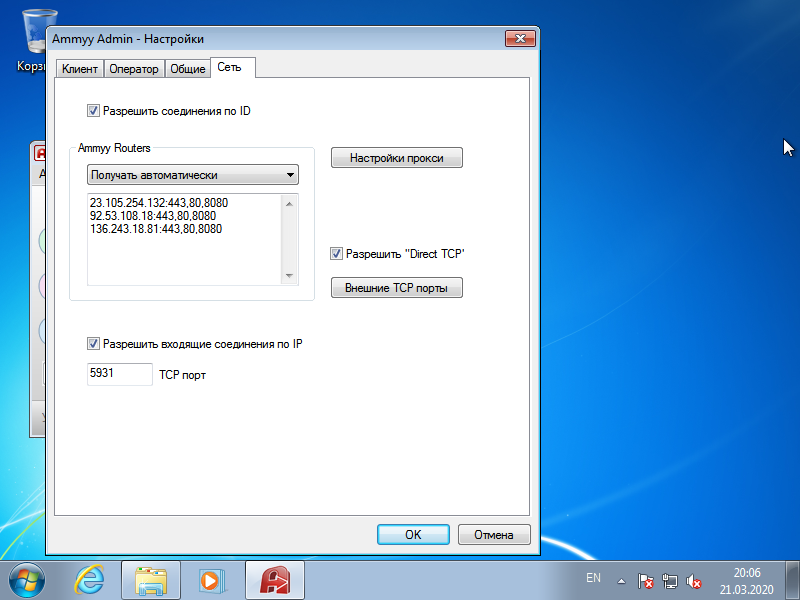 Корз
Ammyy Admin - Настройки
Клиент Оператор Общие Сеть
Разрешить соединения по ID
Ammyy Routers
Настройки прокси
Получать автоматически
23.105.254.132:443,80,8080
92.53.108.18:443,80,8080
136.243.18.81:443,80,8080
Разрешить "Direct TCP'
Внешние TCP порты
Разрешить входящие соединения по IP
5931 TCP порт
OK Отмена
EN
20:06
21.03.2020